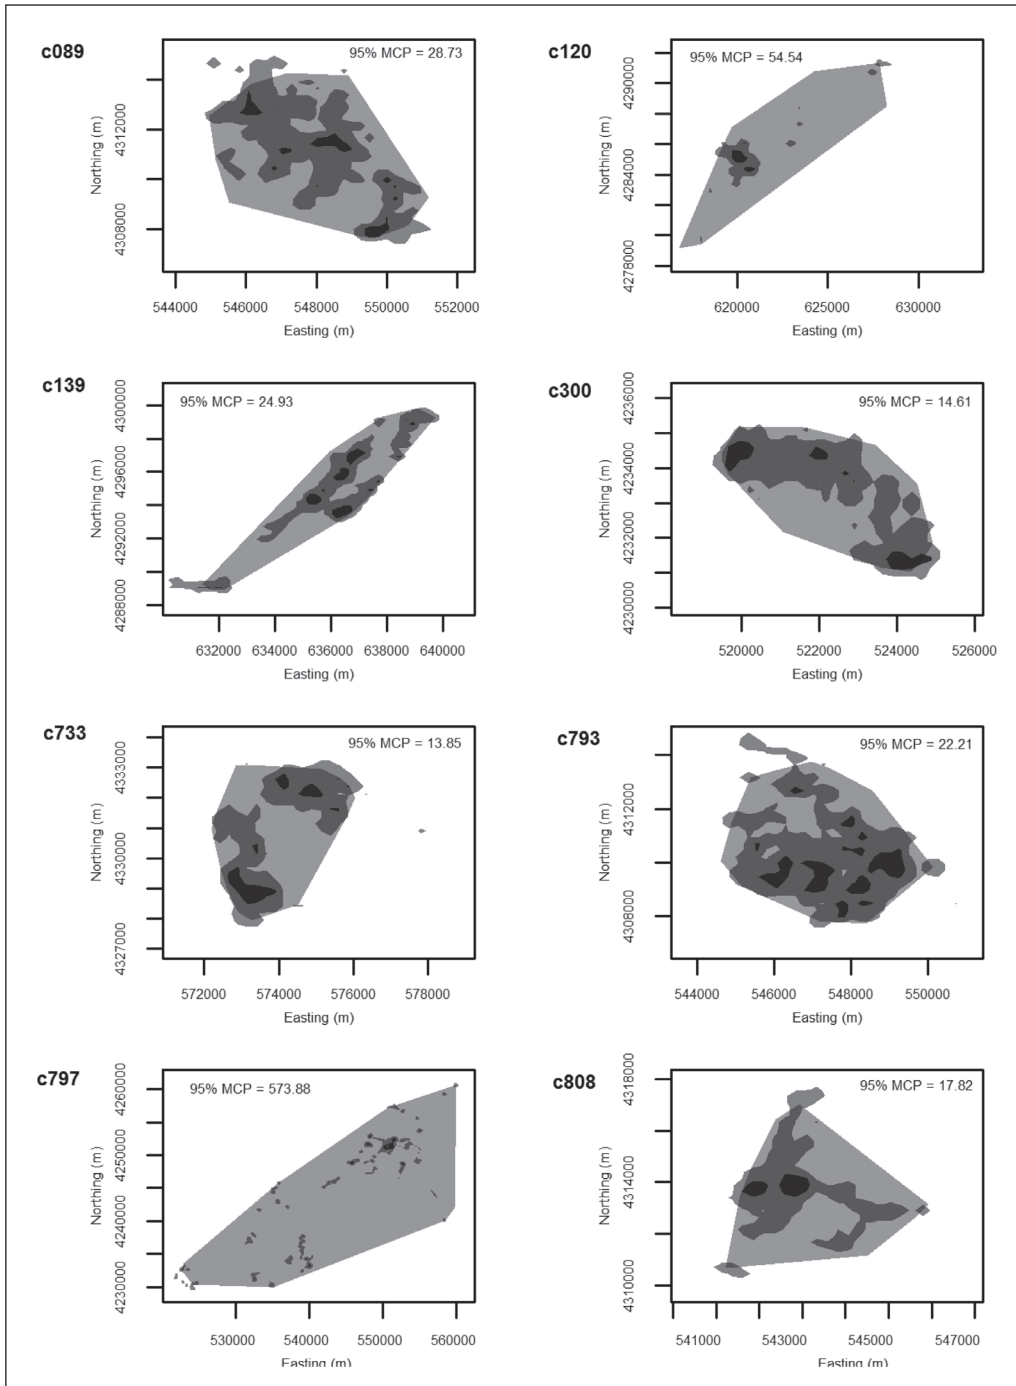 c089
95% MCP = 28.73
Northing (m)
4312000
4308000
544000 546000 548000 550000 552000
Easting (m)
c120
95% MCP = 54.54
Northing (m)
4290000
4284000
4278000
620000 625000 630000
Easting (m)
c139
95% MCP = 24.93
Northing (m)
4300000
4296000
4292000
4288000
632000 634000 636000 638000 640000
Easting (m)
c300
95% MCP = 14.61
Northing (m)
4236000
4234000
4232000
4230000
520000 522000 524000 526000
Easting (m)
c733
95% MCP = 13.85
Northing (m)
4333000
4330000
4327000
572000 574000 576000 578000
Easting (m)
c793
95% MCP = 22.21
Northing (m)
4312000
4308000
544000 546000 548000 550000
Easting (m)
c797
95% MCP = 573.88
Northing (m)
4260000
4250000
4240000
4230000
530000 540000 550000 560000
Easting (m)
c808
95% MCP = 17.82
Northing (m)
4318000
4314000
4310000
541000 543000 545000 547000
Easting (m)